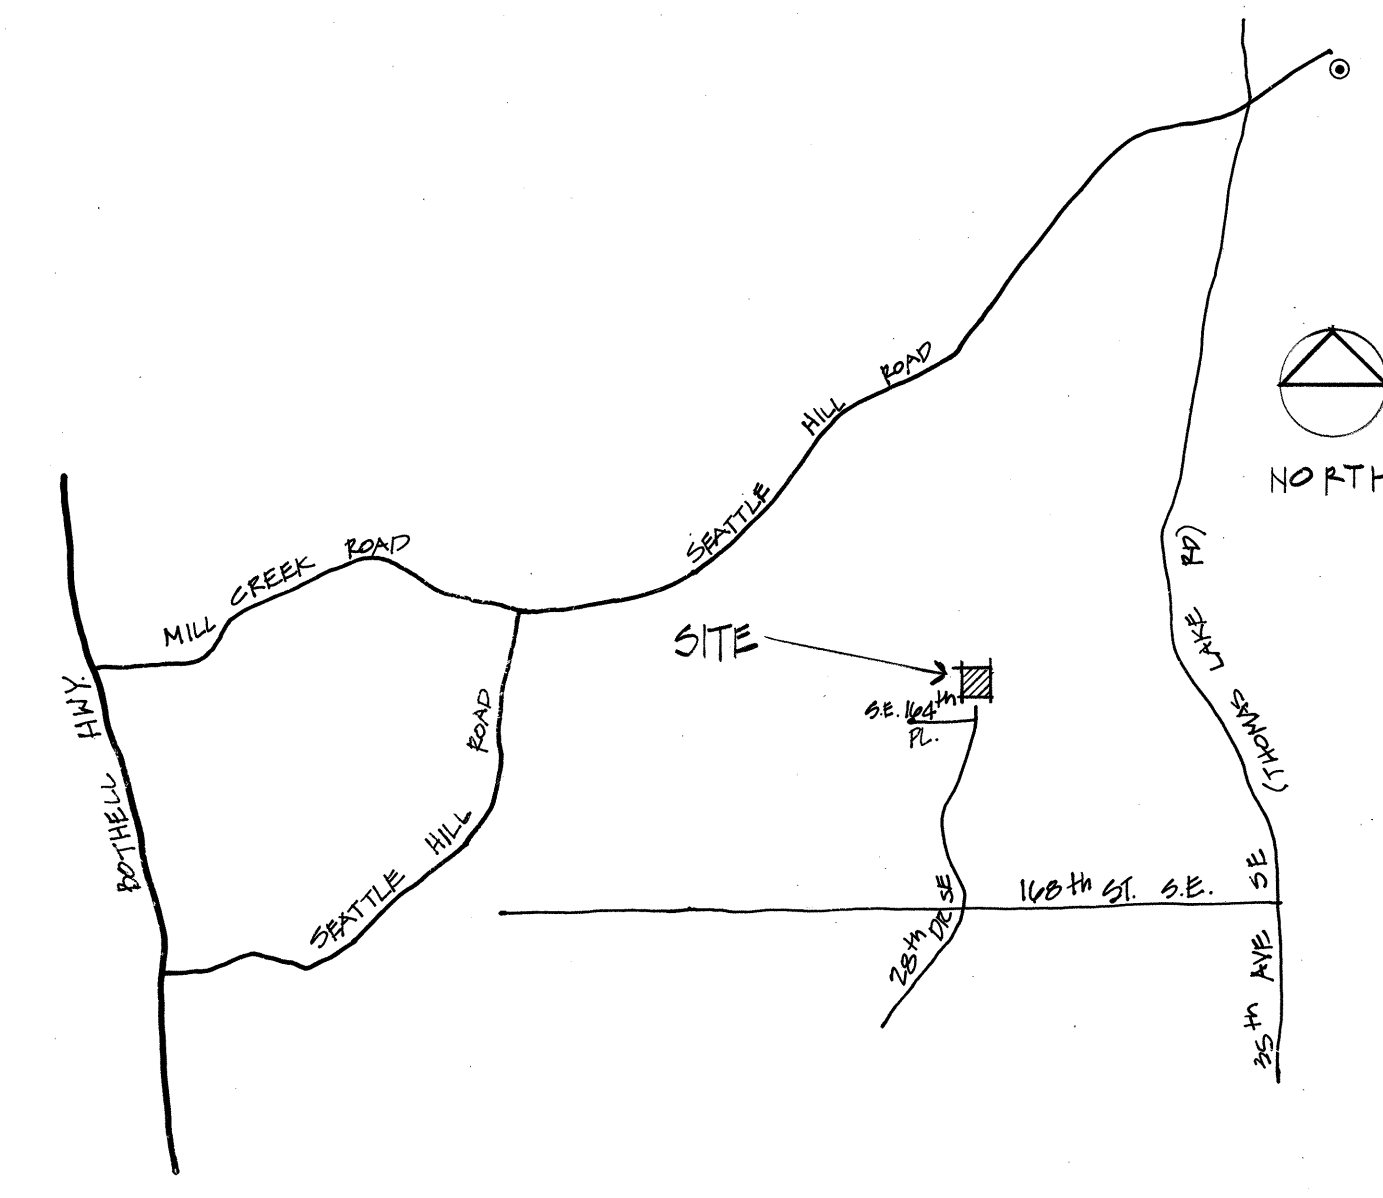 NORTH
SEATTLE HILL ROAD
MILL CREEK ROAD
SITE
S.E. 164th
PL.
(THOMAS LAKE RD)
BOTHELL HWY.
SEATTLE HILL ROAD
168th ST. S.E.
28th DR SE
35th AVE SE